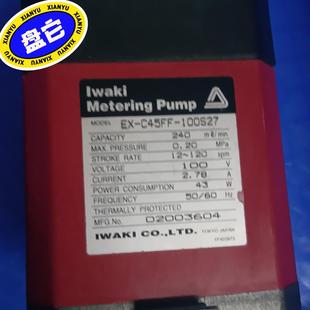 盘它
XIANYU XIANYU XIANYU
Iwaki
Metering Pump
MODEL EX-C45FF-100S27
CAPACITY 240 mℓ/min
MAX. PRESSURE 0.20 MPa
STROKE RATE 12~120 spm
VOLTAGE 100 V
CURRENT 2.78 A
POWER CONSUMPTION 43 W
FREQUENCY 50/60 Hz
THERMALLY PROTECTED
MFG.No. 02003604
IWAKI CO.,LTD. TOKYO JAPAN